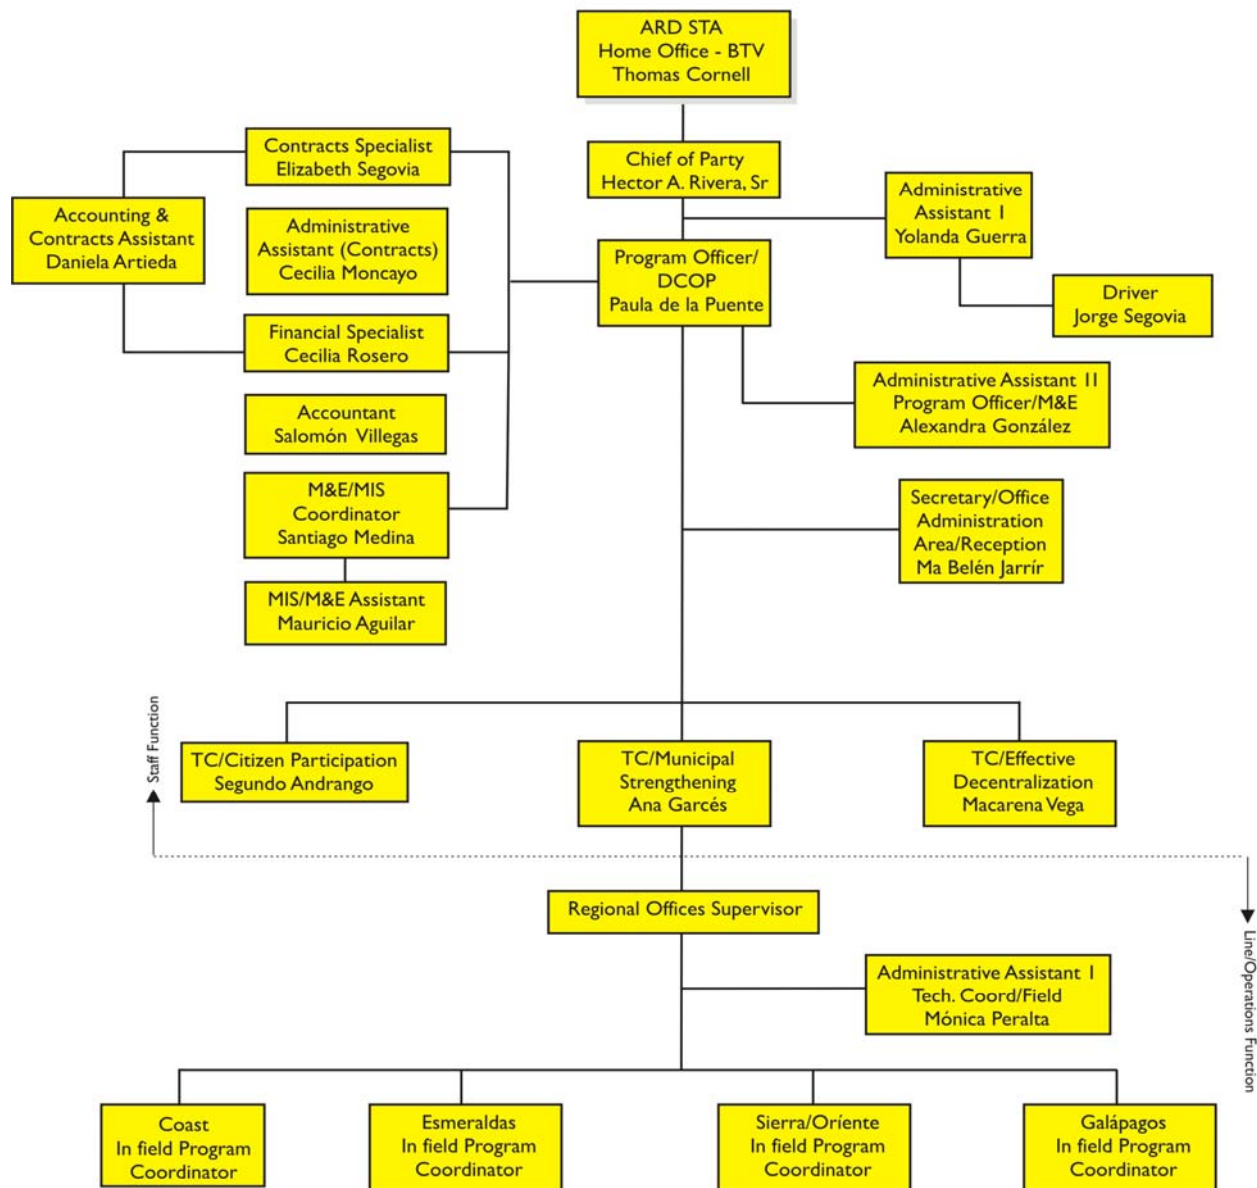 ARD STA
Home Office - BTV
Thomas Cornell
Chief of Party
Hector A. Rivera, Sr
Contracts Specialist
Elizabeth Segovia
Accounting &
Contracts Assistant
Daniela Artieda
Administrative
Assistant (Contracts)
Cecilia Moncayo
Financial Specialist
Cecilia Rosero
Accountant
Salomón Villegas
M&E/MIS
Coordinator
Santiago Medina
MIS/M&E Assistant
Mauricio Aguilar
Program Officer/
DCOP
Paula de la Puente
Administrative
Assistant I
Yolanda Guerra
Driver
Jorge Segovia
Administrative Assistant II
Program Officer/M&E
Alexandra González
Secretary/Office
Administration
Area/Reception
Ma Belén Jarrír
Staff Function
TC/Citizen Participation
Segundo Andrango
TC/Municipal
Strengthening
Ana Garcés
TC/Effective
Decentralization
Macarena Vega
Line/Operations Function
Regional Offices Supervisor
Administrative Assistant I
Tech. Coord/Field
Mónica Peralta
Coast
In field Program
Coordinator
Esmeraldas
In field Program
Coordinator
Sierra/Oríente
In field Program
Coordinator
Galápagos
In field Program
Coordinator